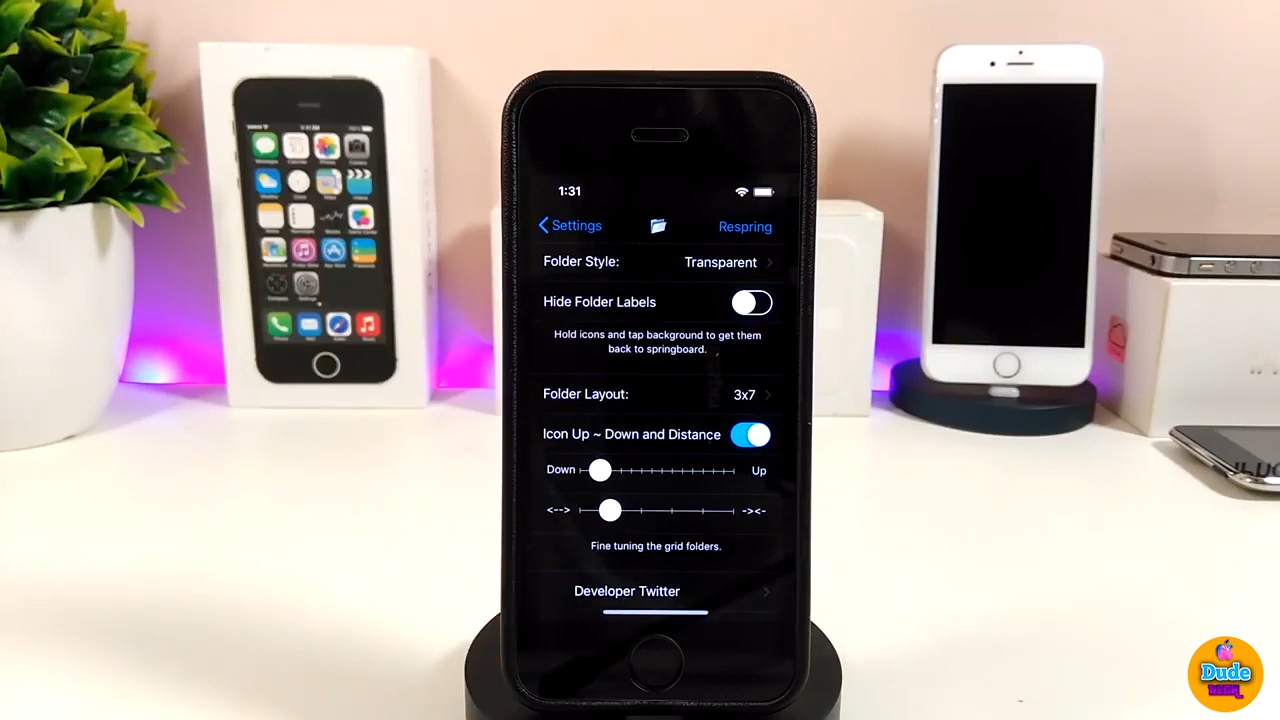 1:31
Settings
Respring
Folder Style:
Transparent
Hide Folder Labels
Hold icons and tap background to get them
back to springboard.
Folder Layout:
3x7
Icon Up ~ Down and Distance
Down
Up
<-->
-><-
Fine tuning the grid folders.
Developer Twitter
Dude